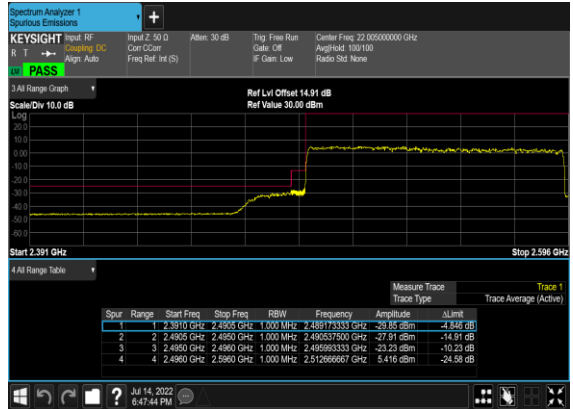 Spectrum Analyzer 1
Spurious Emissions
KEYSIGHT
R T
LW
PASS
Input: RF
Coupling: DC
Align: Auto
Input Z: 50 Ω
Corr CCorr
Freq Ref: Int (S)
Atten: 30 dB
Trig: Free Run
Gate: Off
IF Gain: Low
Center Freq: 22.005000000 GHz
Avg|Hold: 100/100
Radio Std: None
3 All Range Graph
Ref Lvl Offset 14.91 dB
Scale/Div 10.0 dB
Ref Value 30.00 dBm
Log
20.0
10.0
0.00
-10.0
-20.0
-30.0
-40.0
-50.0
-60.0
Start 2.391 GHz
Stop 2.596 GHz
4 All Range Table
Measure Trace Trace 1
Trace Type Trace Average (Active)
Spur Range Start Freq Stop Freq RBW Frequency Amplitude ΔLimit
1 1 2.3910 GHz 2.4905 GHz 1.000 MHz 2.489173333 GHz -29.85 dBm -4.846 dB
2 2 2.4905 GHz 2.4950 GHz 1.000 MHz 2.490537500 GHz -27.91 dBm -14.91 dB
3 3 2.4950 GHz 2.4960 GHz 1.000 MHz 2.495993333 GHz -23.23 dBm -10.23 dB
4 4 2.4960 GHz 2.5960 GHz 1.000 MHz 2.512666667 GHz 5.416 dBm -24.58 dB
?
Jul 14, 2022
6:47:44 PM